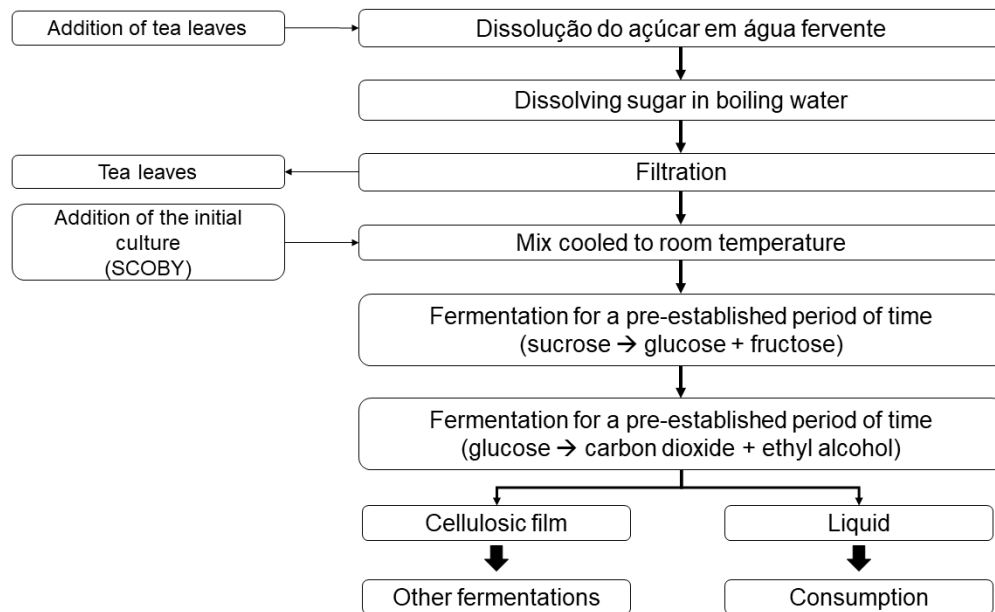 Addition of tea leaves
Dissolução do açúcar em água fervente
Dissolving sugar in boiling water
Tea leaves
Filtration
Addition of the initial
culture
(SCOBY)
Mix cooled to room temperature
Fermentation for a pre-established period of time
(sucrose → glucose + fructose)
Fermentation for a pre-established period of time
(glucose → carbon dioxide + ethyl alcohol)
Cellulosic film
Liquid
Other fermentations
Consumption